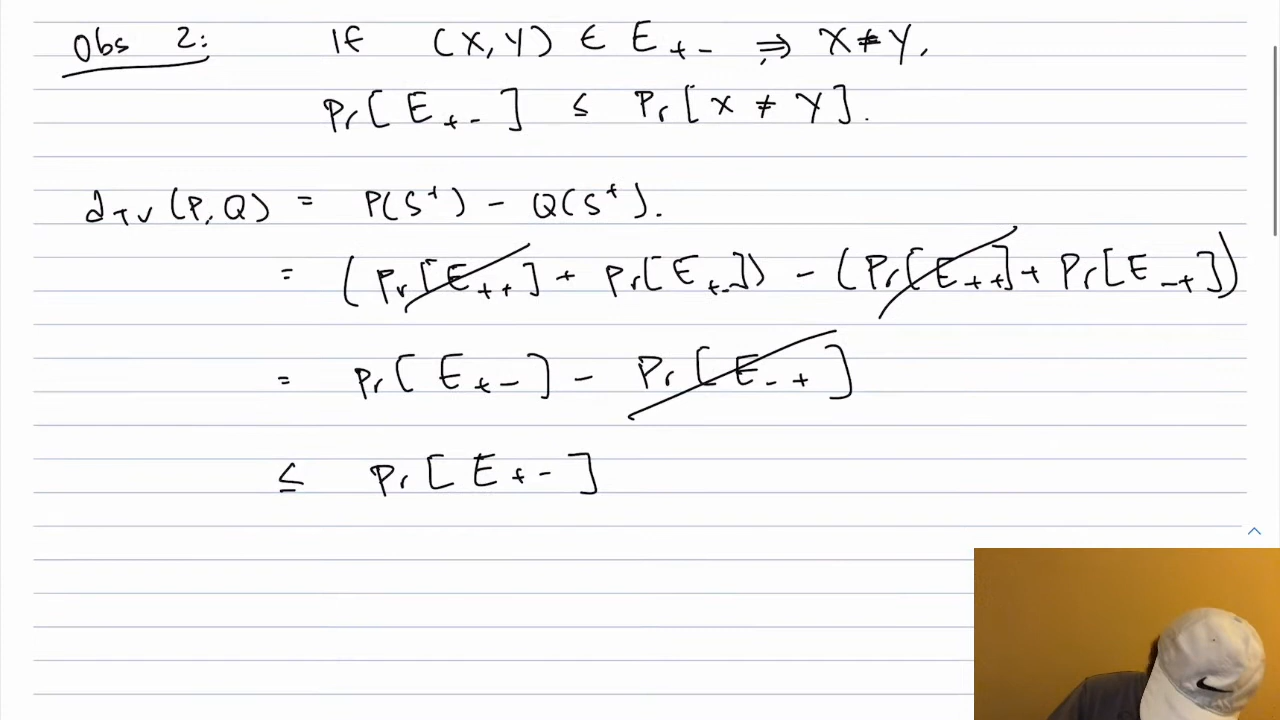 Obs 2: If (X, Y) ∈ E+- ⇒ X ≠ Y.
Pr[E+-] ≤ Pr[X ≠ Y].
dTV(P, Q) = P(S+) - Q(S+).
= (Pr[E++] + Pr[E+-]) - (Pr[E++] + Pr[E-+])
= Pr[E+-] - Pr[E-+]
≤ Pr[E+-]